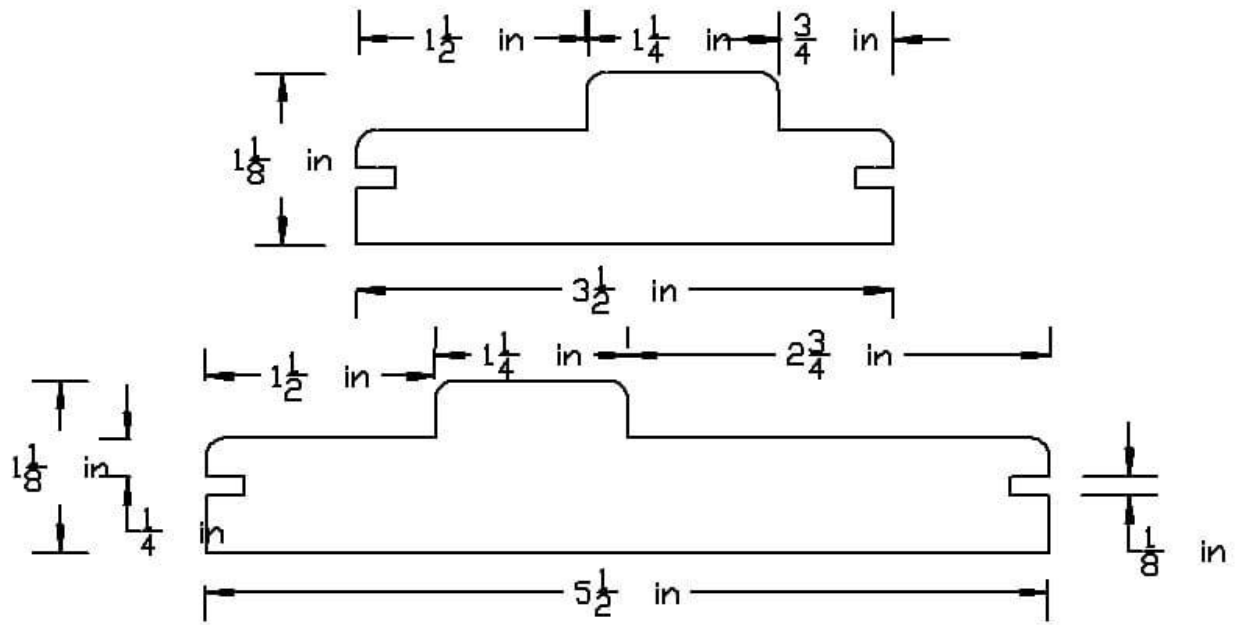 1 1/2 in
1 1/4 in
3/4 in
1 1/8 in
3 1/2 in
1 1/4 in
2 3/4 in
1 1/2 in
1 1/8 in
1/4 in
1/8 in
5 1/2 in